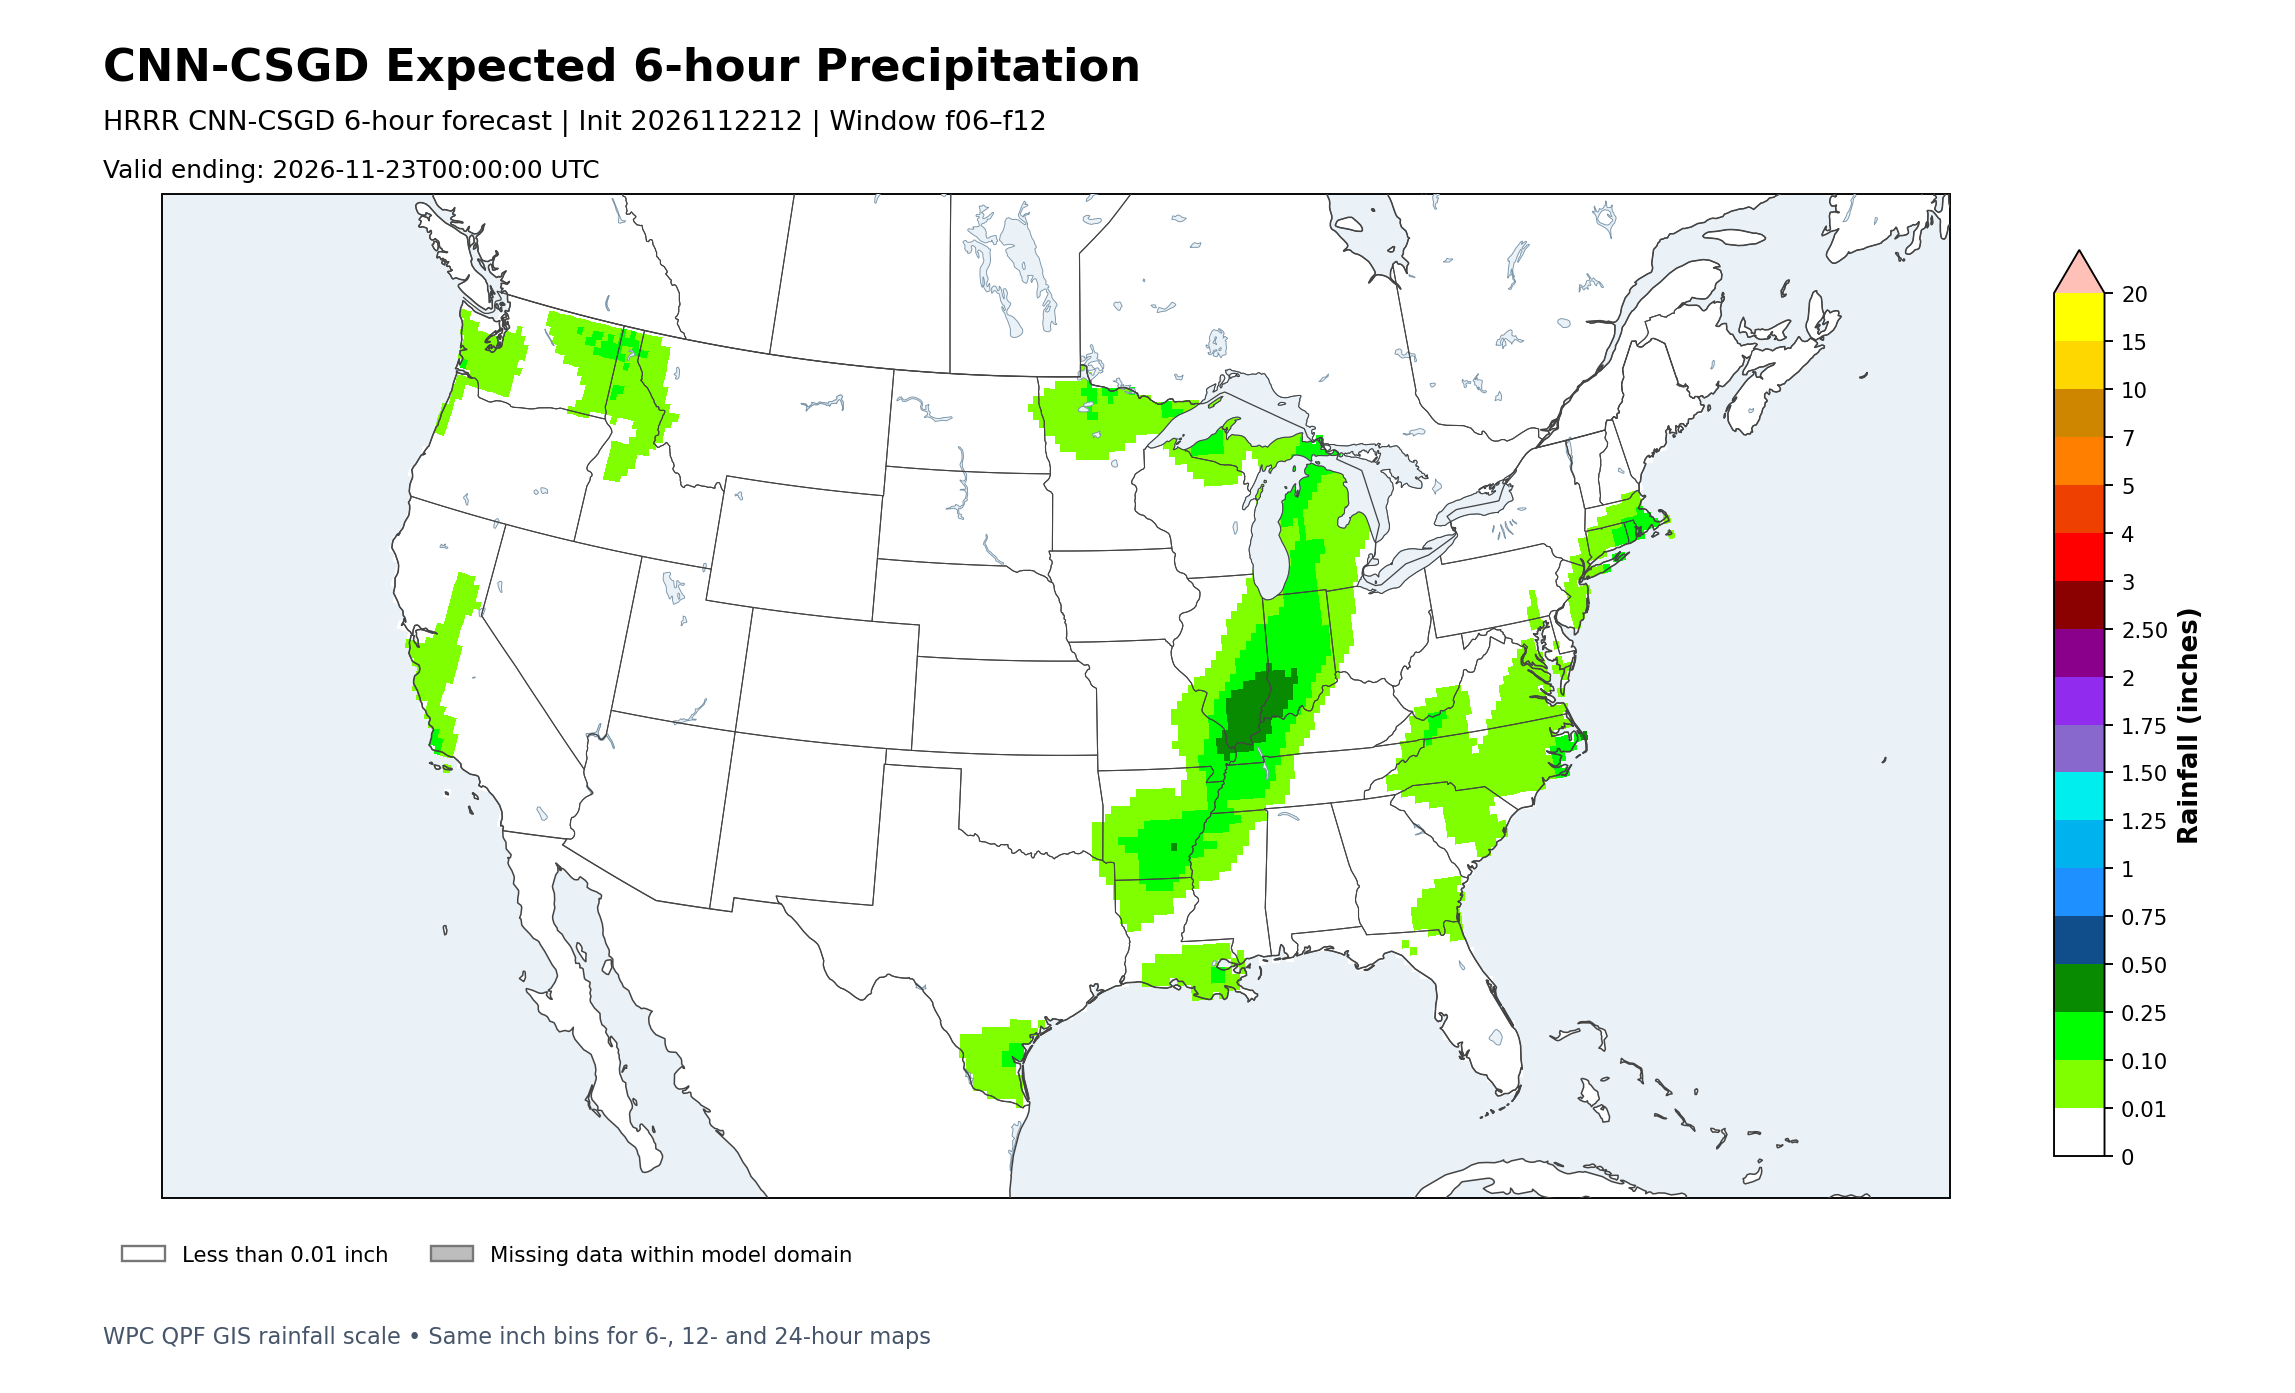 CNN-CSGD Expected 6-hour Precipitation
HRRR CNN-CSGD 6-hour forecast | Init 2026112212 | Window f06–f12
Valid ending: 2026-11-23T00:00:00 UTC
20
15
10
7
5
4
3
2.50
2
1.75
1.50
1.25
1
0.75
0.50
0.25
0.10
0.01
0
Rainfall (inches)
Less than 0.01 inch
Missing data within model domain
WPC QPF GIS rainfall scale • Same inch bins for 6-, 12- and 24-hour maps